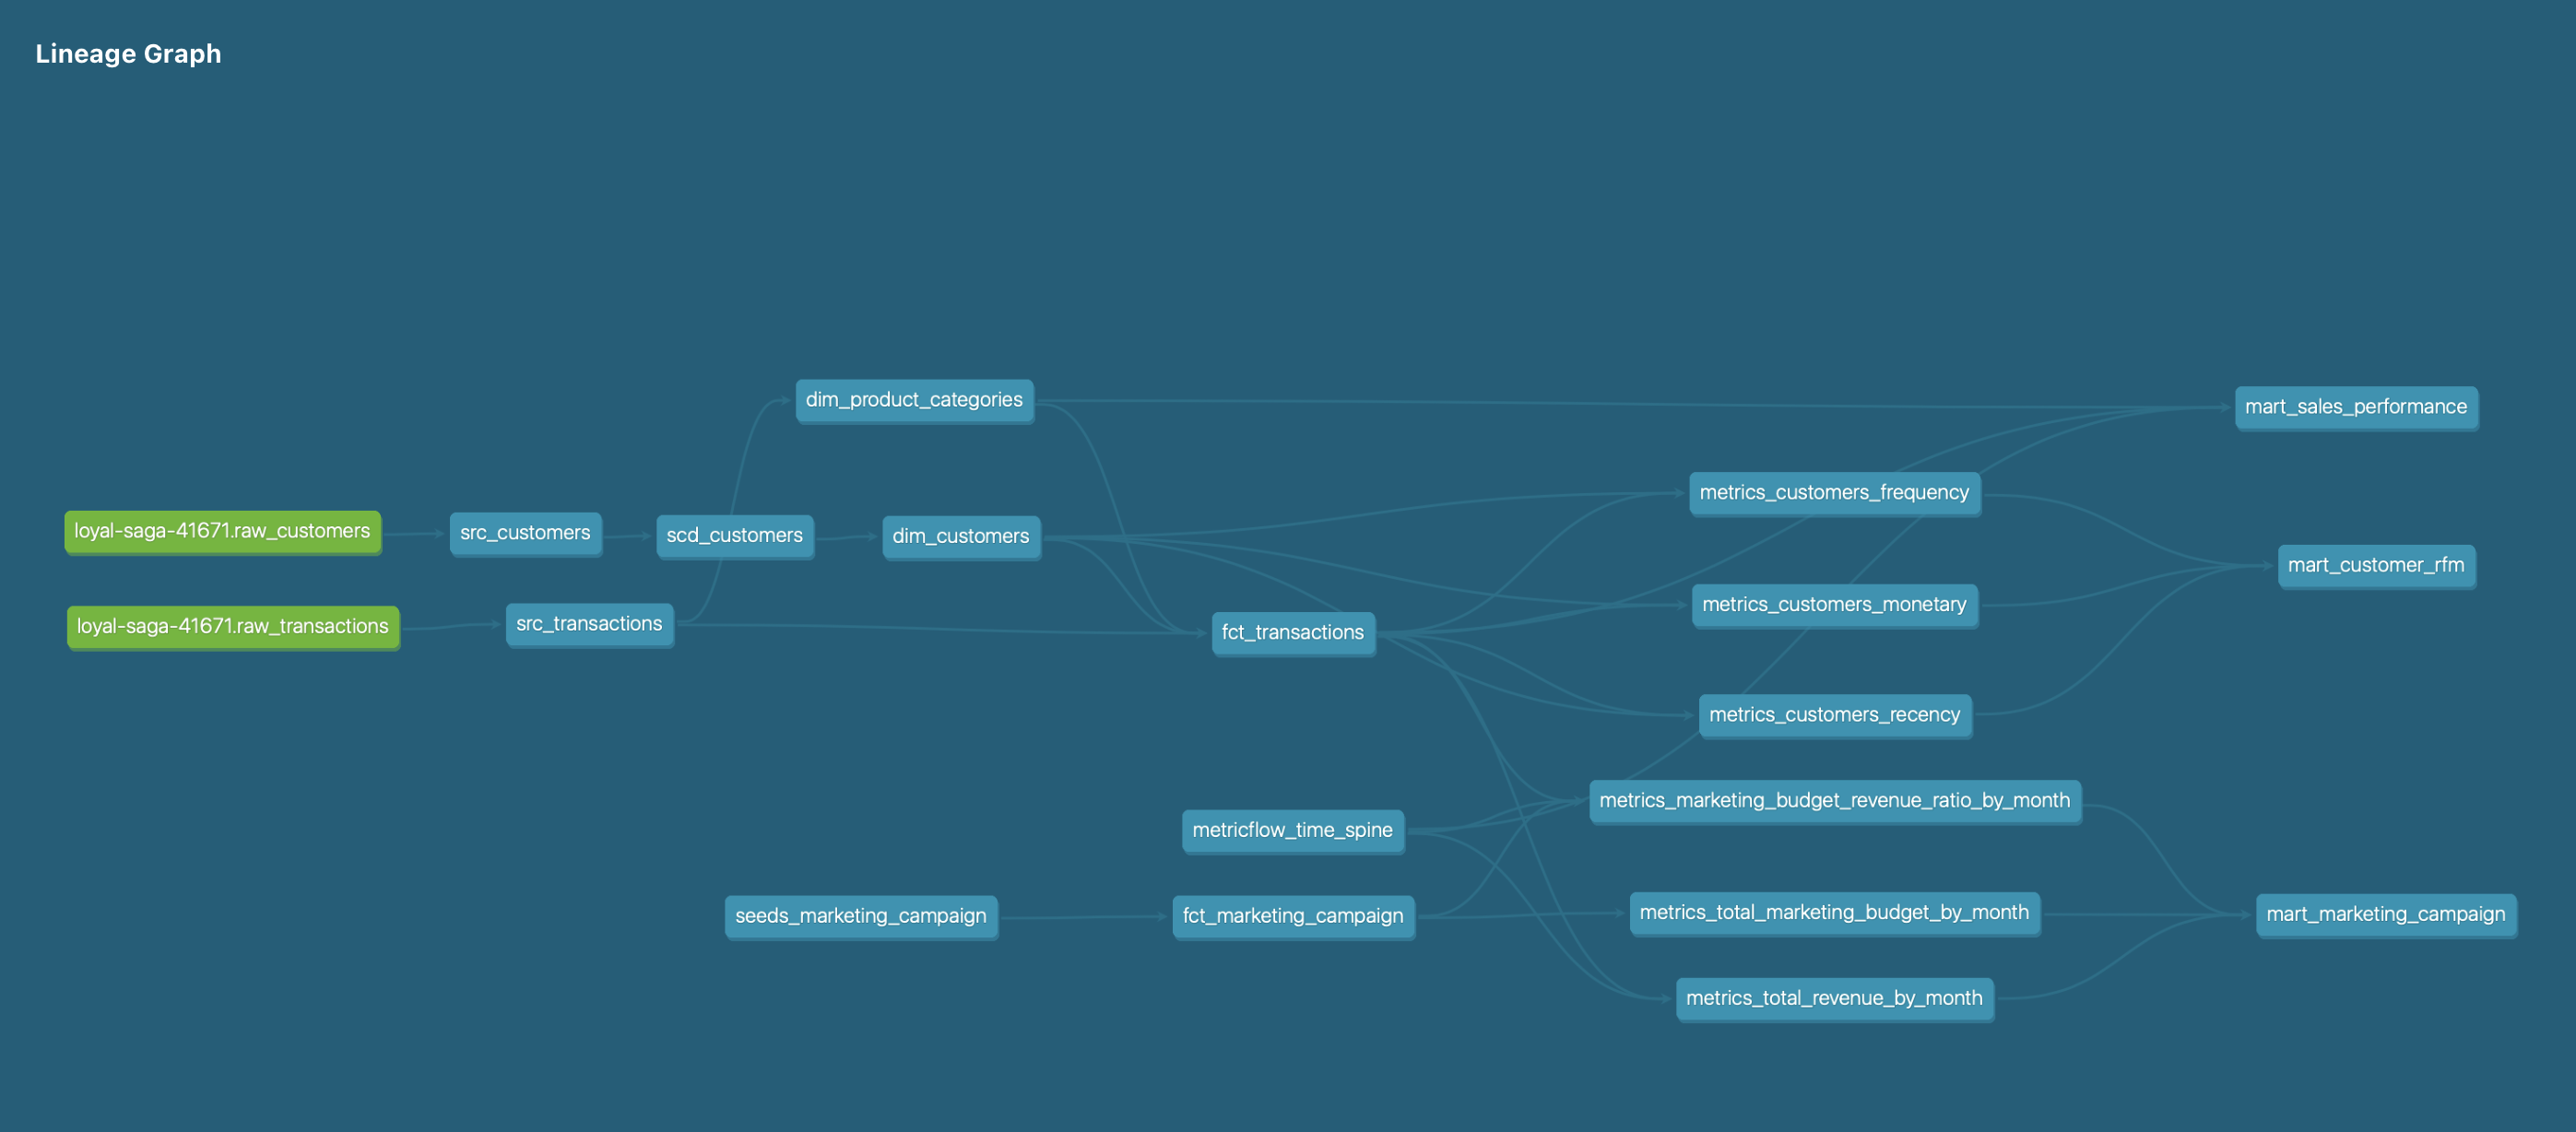 Lineage Graph
dim_product_categories
mart_sales_performance
metrics_customers_frequency
loyal-saga-41671.raw_customers
src_customers
scd_customers
dim_customers
mart_customer_rfm
metrics_customers_monetary
loyal-saga-41671.raw_transactions
src_transactions
fct_transactions
metrics_customers_recency
metrics_marketing_budget_revenue_ratio_by_month
metricflow_time_spine
seeds_marketing_campaign
fct_marketing_campaign
metrics_total_marketing_budget_by_month
mart_marketing_campaign
metrics_total_revenue_by_month